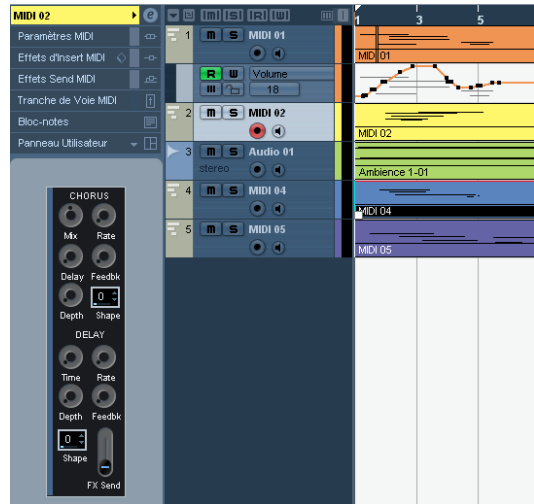 MIDI 02
Paramètres MIDI
Effets d'Insert MIDI
Effets Send MIDI
Tranche de Voie MIDI
Bloc-notes
Panneau Utilisateur
CHORUS
Mix Rate
Delay Feedbk
0
Depth Shape
DELAY
Time Rate
Depth Feedbk
0
Shape
FX Send
e M S R W I
1 m S MIDI 01
R W Volume
18
2 m S MIDI 02
3 m S Audio 01
stereo
4 m S MIDI 04
5 m S MIDI 05
1 3 5
MIDI 01
MIDI 02
Ambience 1-01
MIDI 04
MIDI 05